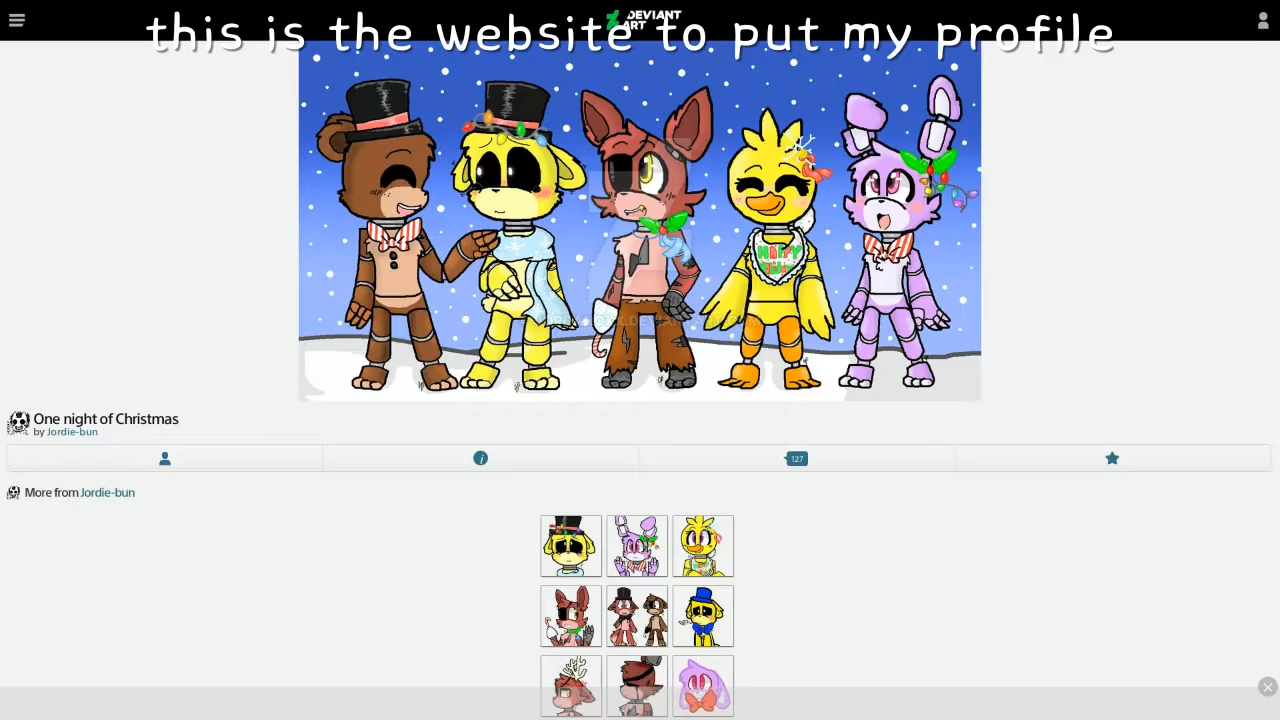 this is the website to put my profile
DEVIANT
ART
HAPPY
One night of Christmas
by Jordie-bun
127
More from Jordie-bun